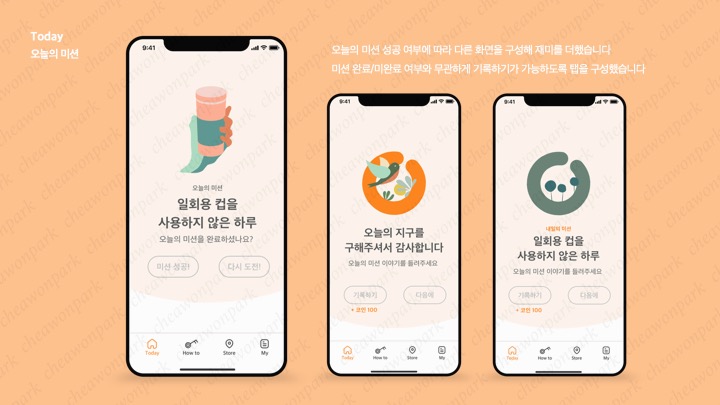 Today
오늘의 미션
오늘의 미션 성공 여부에 따라 다른 화면을 구성해 재미를 더했습니다
미션 완료/미완료 여부와 무관하게 기록하기가 가능하도록 탭을 구성했습니다
9:41
오늘의 미션
일회용 컵을
사용하지 않은 하루
오늘의 미션을 완료하셨나요?
미션 성공!
다시 도전!
Today
How to
Store
My
9:41
오늘의 지구를
구해주셔서 감사합니다
오늘의 미션 이야기를 들려주세요
기록하기
다음에
+ 코인 100
Today
How to
Store
My
9:41
내일의 미션
일회용 컵을
사용하지 않은 하루
오늘의 미션 이야기를 들려주세요
기록하기
다음에
+ 코인 100
Today
How to
Store
My
cheawonpark